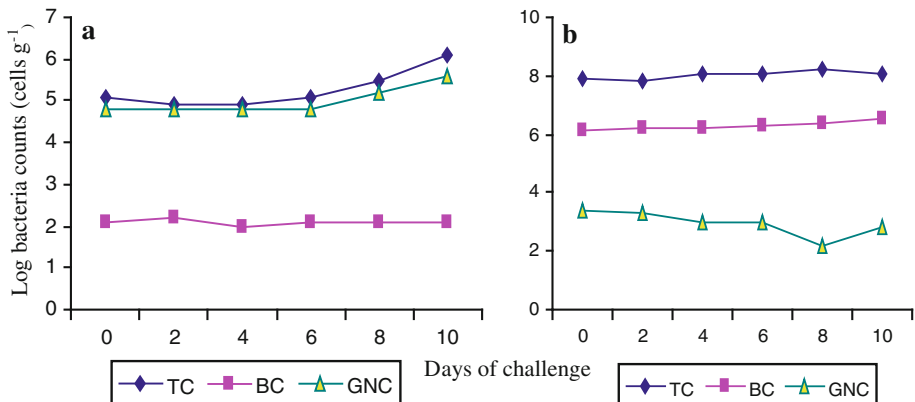 a
Log bacteria counts (cells g⁻¹)
7
6
5
4
3
2
1
0
0 2 4 6 8 10
TC BC GNC
b
10
8
6
4
2
0
0 2 4 6 8 10
TC BC GNC
Days of challenge